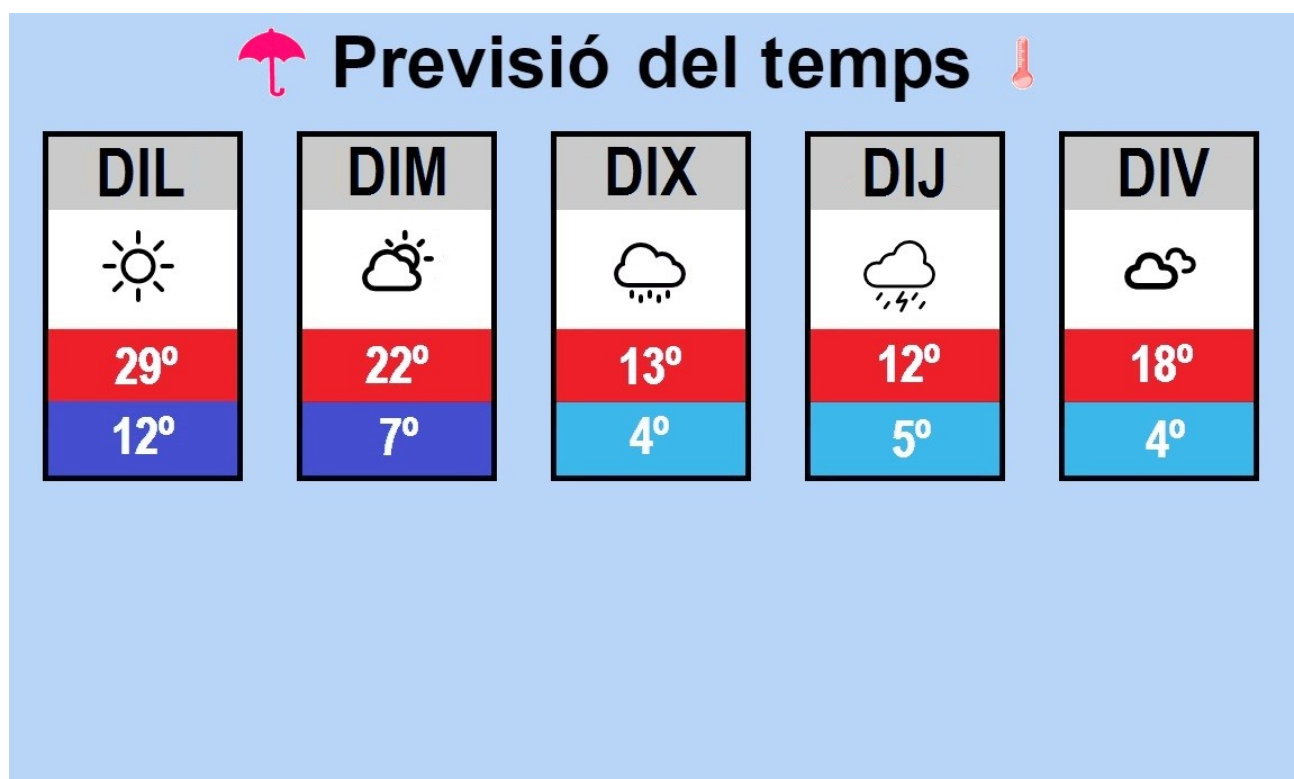 Previsió del temps
DIL DIM DIX DIJ DIV
29º 22º 13º 12º 18º
12º 7º 4º 5º 4º